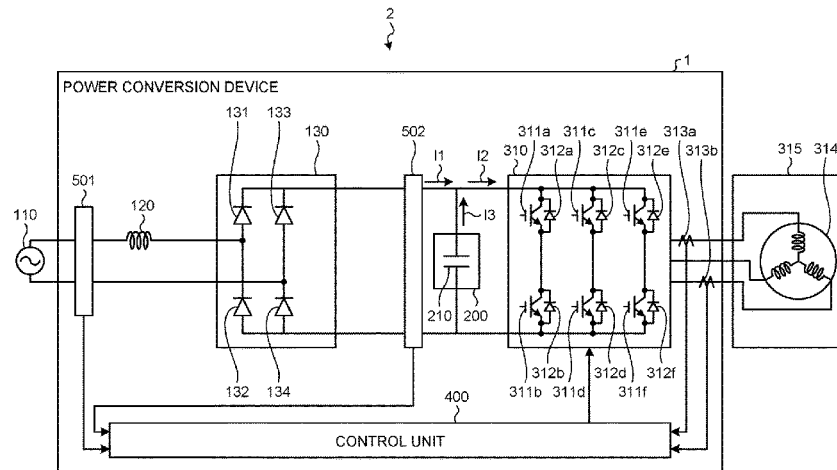 2
1
POWER CONVERSION DEVICE
131 133 130 502 I1 I2 311a 311c 311e 313a
310 312a 312c 312e 313b 315 314
501
110
120
I3
210 200
132 134
312b 312d 312f
311b 311d 311f
400
CONTROL UNIT